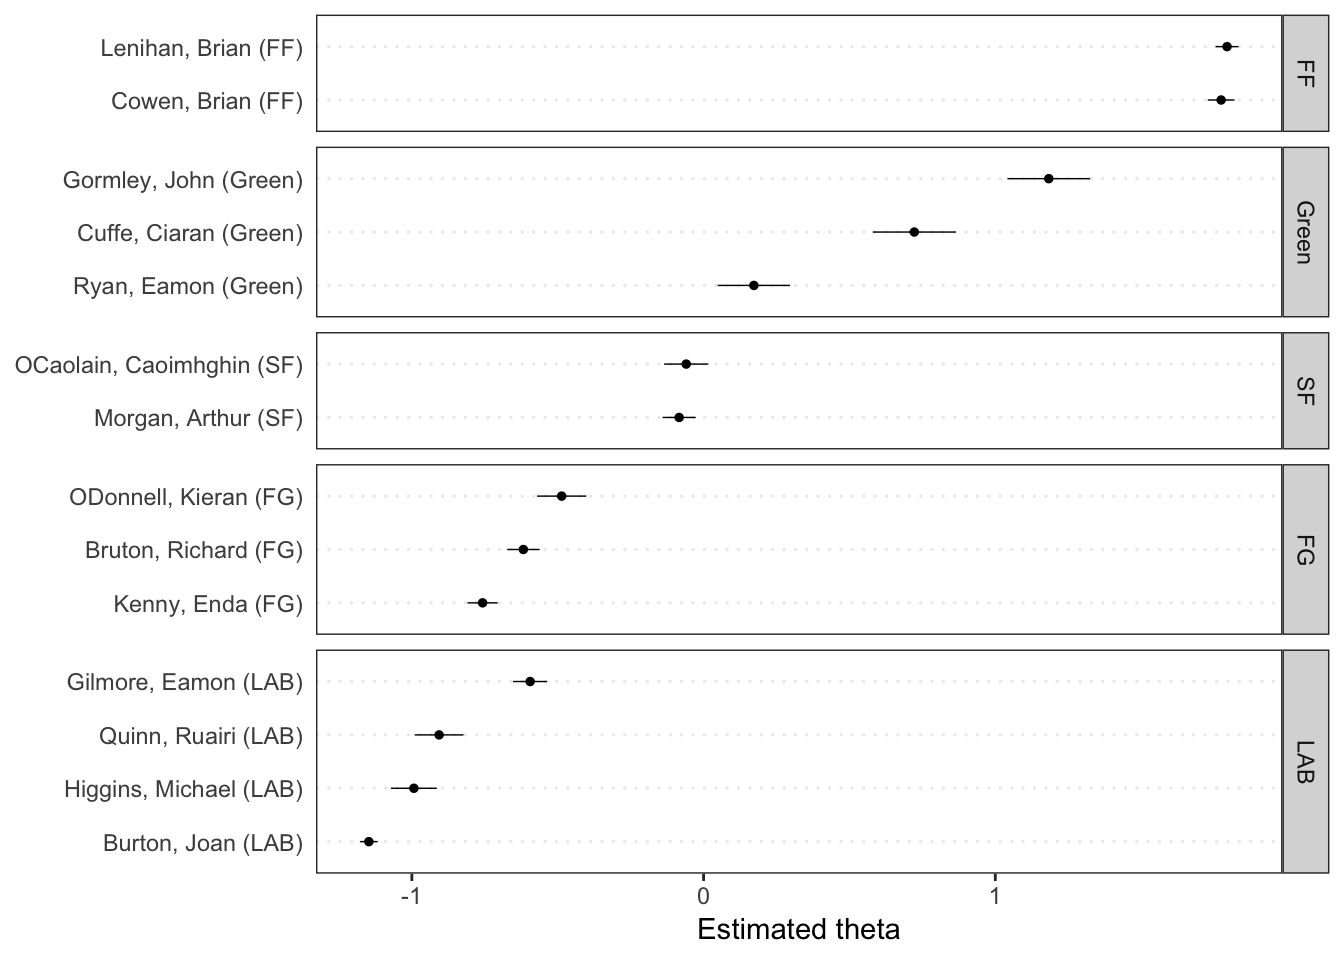 Lenihan, Brian (FF)
Cowen, Brian (FF)
FF
Gormley, John (Green)
Cuffe, Ciaran (Green)
Ryan, Eamon (Green)
Green
OCaolain, Caoimhghin (SF)
Morgan, Arthur (SF)
SF
ODonnell, Kieran (FG)
Bruton, Richard (FG)
Kenny, Enda (FG)
FG
Gilmore, Eamon (LAB)
Quinn, Ruairi (LAB)
Higgins, Michael (LAB)
Burton, Joan (LAB)
LAB
-1 0 1
Estimated theta